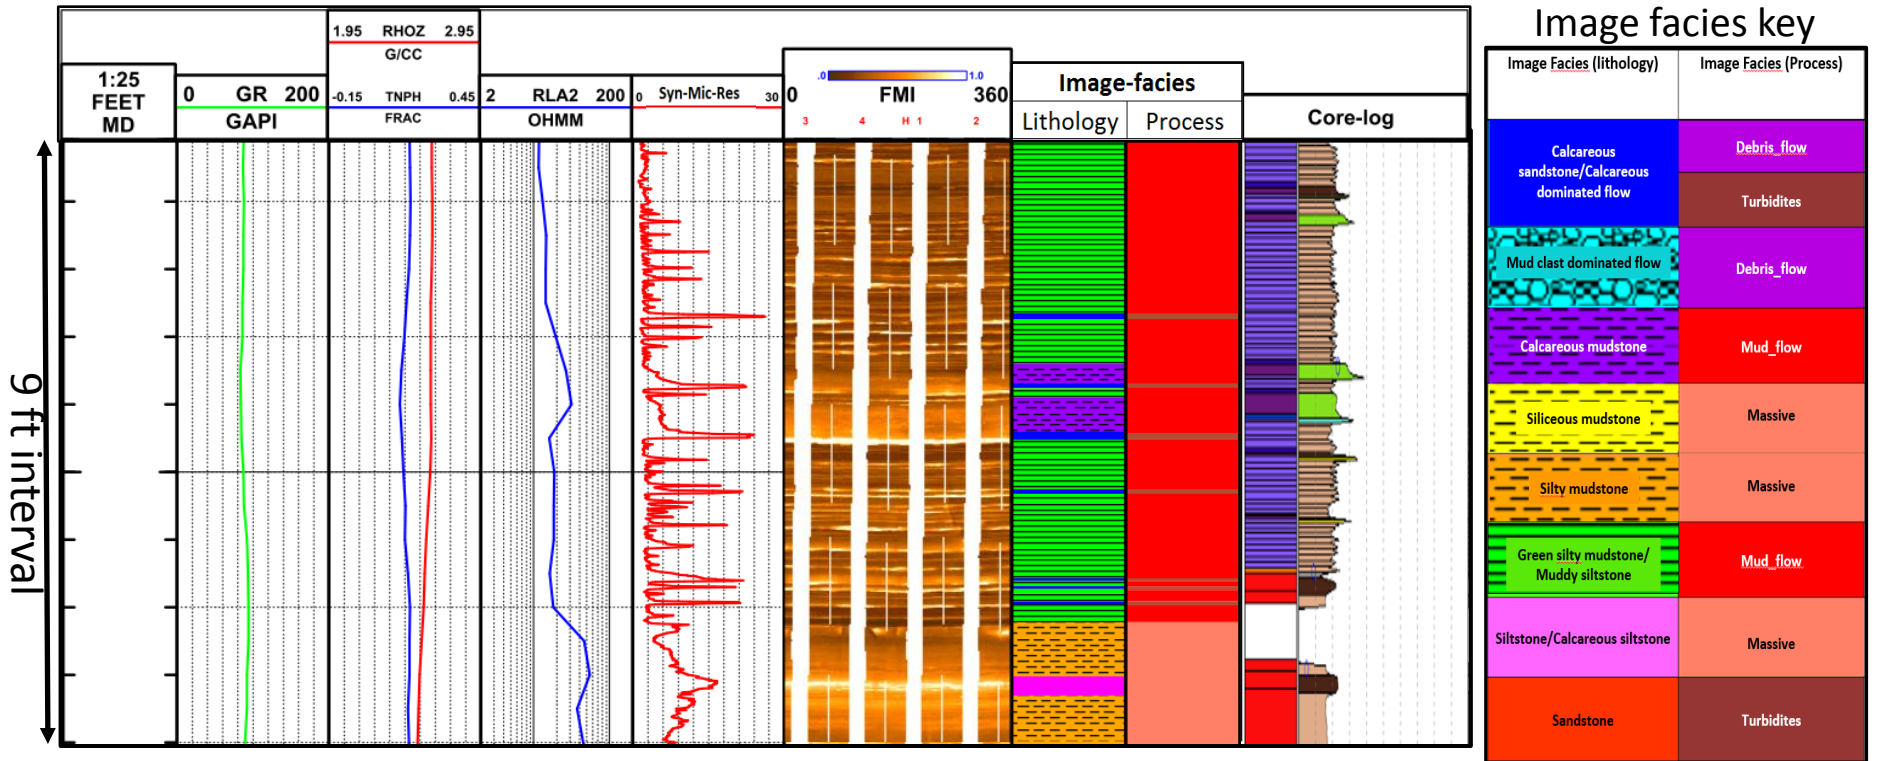 Image facies key
1:25
FEET
MD
0 GR 200
GAPI
1.95 RHOZ 2.95
G/CC
-0.15 TNPH 0.45
FRAC
2 RLA2 200
OHMM
0 Syn-Mic-Res 30
.0 1.0
0 FMI 360
3 4 H 1 2
Image-facies
Lithology Process
Core-log
9 ft interval
Image Facies (lithology) Image Facies (Process)
Calcareous
sandstone/Calcareous
dominated flow
Debris_flow
Turbidites
Mud clast dominated flow
Debris_flow
Calcareous mudstone
Mud_flow
Siliceous mudstone
Massive
Silty mudstone
Massive
Green silty mudstone/
Muddy siltstone
Mud_flow
Siltstone/Calcareous siltstone
Massive
Sandstone
Turbidites